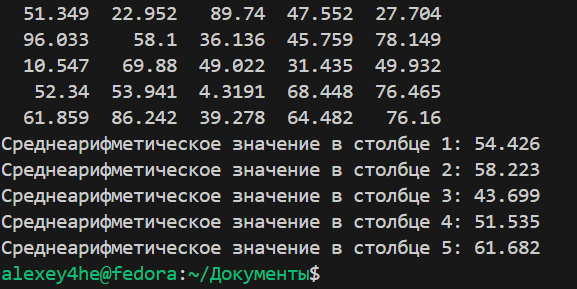 51.349 22.952 89.74 47.552 27.704
96.033 58.1 36.136 45.759 78.149
10.547 69.88 49.022 31.435 49.932
52.34 53.941 4.3191 68.448 76.465
61.859 86.242 39.278 64.482 76.16
Среднеарифметическое значение в столбце 1: 54.426
Среднеарифметическое значение в столбце 2: 58.223
Среднеарифметическое значение в столбце 3: 43.699
Среднеарифметическое значение в столбце 4: 51.535
Среднеарифметическое значение в столбце 5: 61.682
alexey4he@fedora:~/Документы$